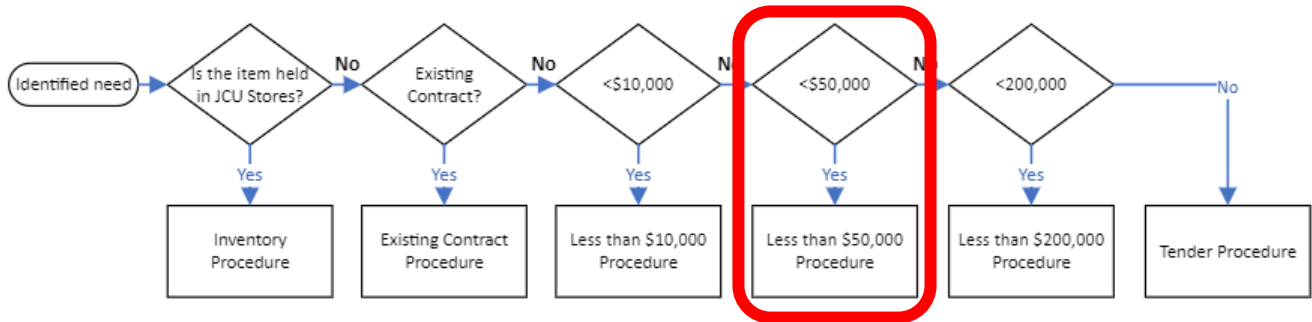 Identified need
Is the item held
in JCU Stores?
No
Existing
Contract?
No
<$10,000
No
<$50,000
No
<200,000
No
Yes
Yes
Yes
Yes
Yes
Inventory
Procedure
Existing Contract
Procedure
Less than $10,000
Procedure
Less than $50,000
Procedure
Less than $200,000
Procedure
Tender Procedure